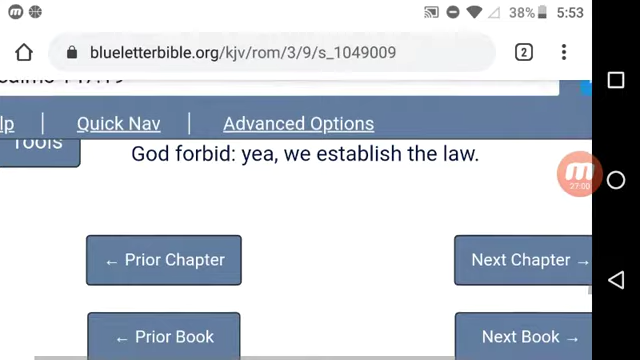 38% 5:53
blueletterbible.org/kjv/rom/3/9/s_1049009
2
lp | Quick Nav | Advanced Options
Tools
God forbid: yea, we establish the law.
27:00
← Prior Chapter Next Chapter →
← Prior Book Next Book →